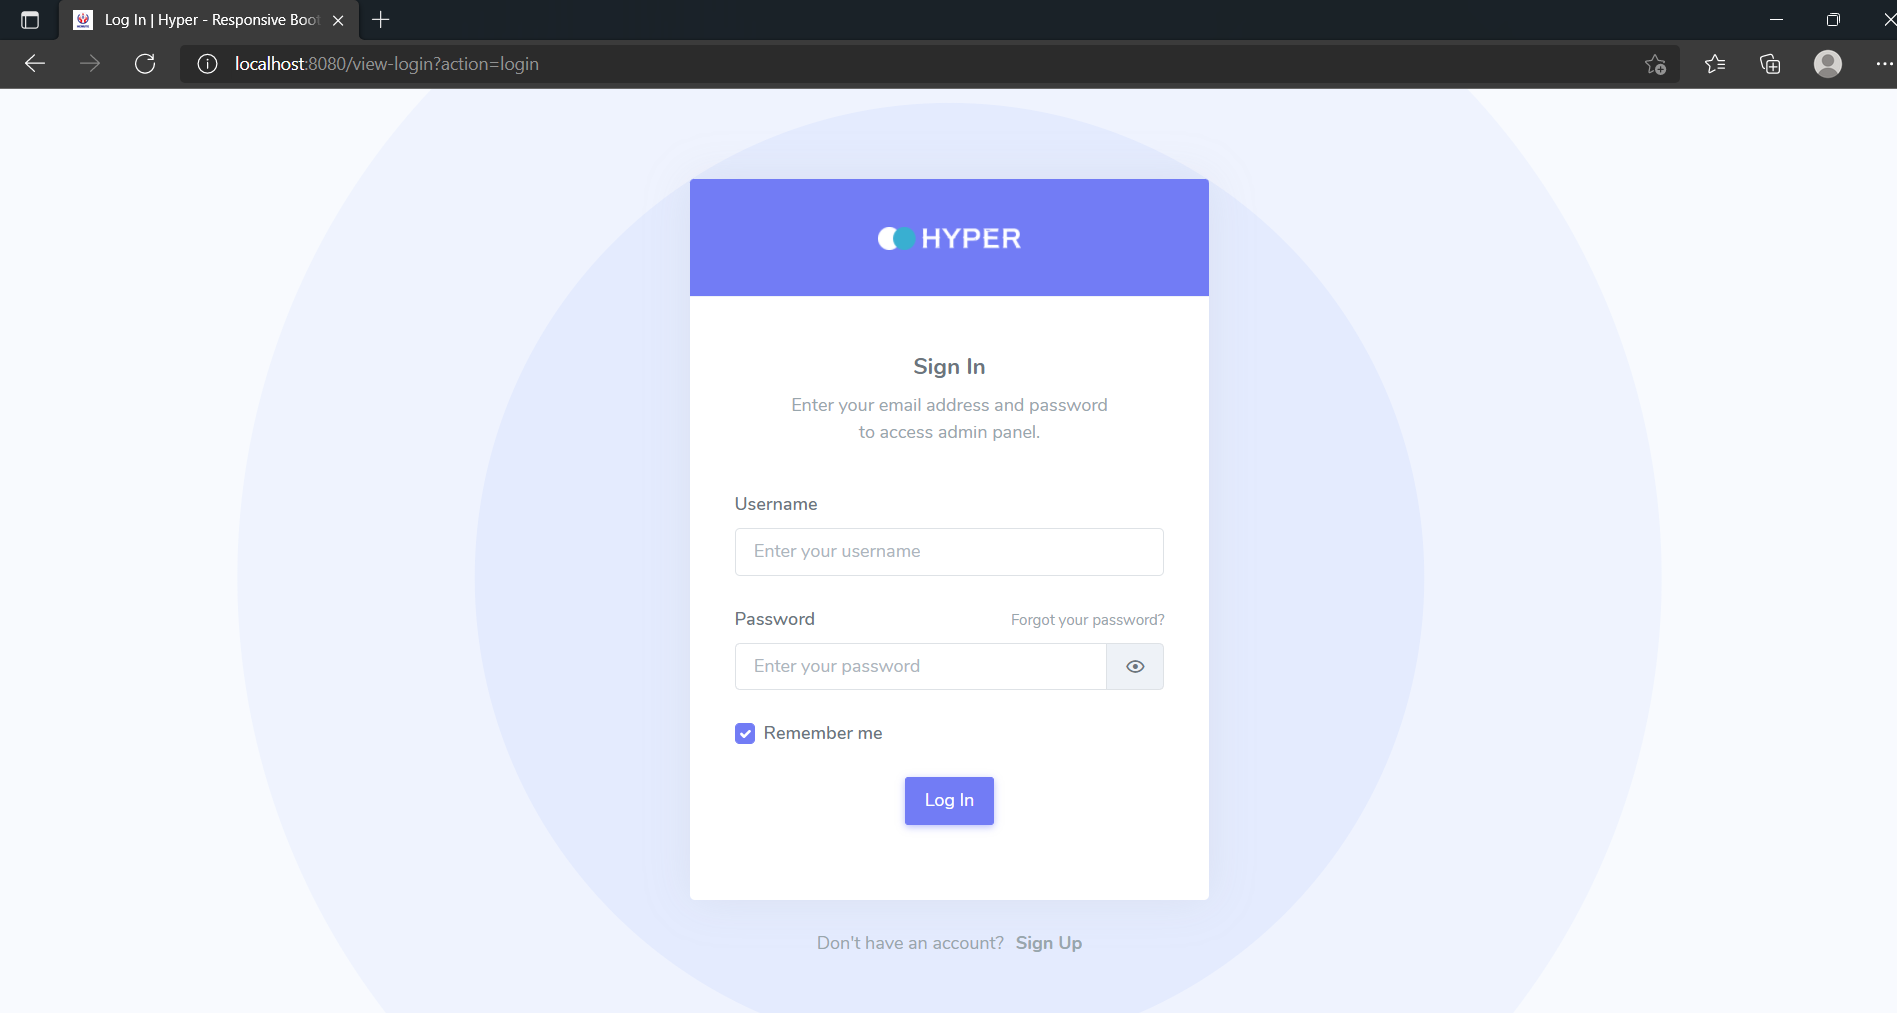 Log In | Hyper - Responsive Boot
localhost:8080/view-login?action=login
HYPER
Sign In
Enter your email address and password
to access admin panel.
Username
Enter your username
Password Forgot your password?
Enter your password
Remember me
Log In
Don't have an account? Sign Up